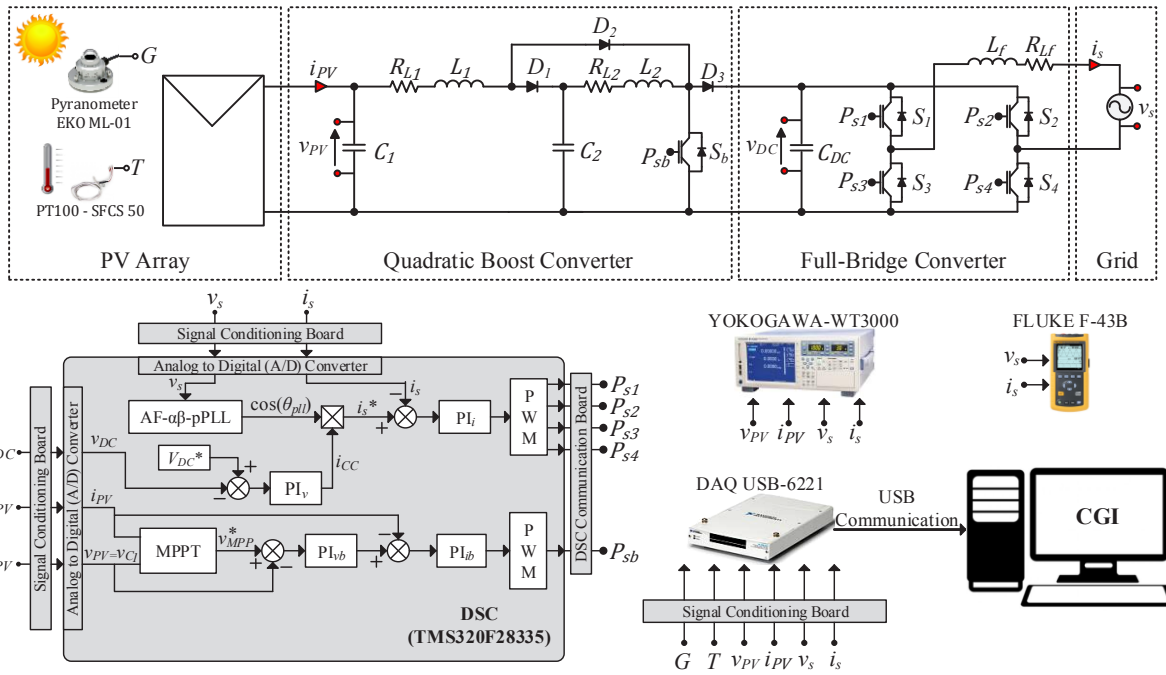 G
Pyranometer
EKO ML-01
T
PT100 - SFCS 50
PV Array
i_PV
R_L1
L_1
D_1
D_2
R_L2
L_2
D_3
v_PV
C_1
C_2
P_sb
S_b
Quadratic Boost Converter
v_DC
C_DC
P_s1
S_1
P_s2
S_2
P_s3
S_3
P_s4
S_4
L_f
R_Lf
i_s
v_s
Full-Bridge Converter
Grid
v_s
i_s
Signal Conditioning Board
Analog to Digital (A/D) Converter
v_s
i_s
AF-αβ-pPLL
cos(θ_pll)
i_s*
−
+
PI_i
PWM
P_s1
P_s2
P_s3
P_s4
DC
PV
PV
Signal Conditioning Board
Analog to Digital (A/D) Converter
v_DC
V_DC*
+
−
PI_v
i_CC
i_PV
v_PV=v_C1
MPPT
v*_MPP
+
−
PI_vb
−
+
PI_ib
PWM
DSC Communication Board
P_sb
DSC
(TMS320F28335)
YOKOGAWA-WT3000
v_PV i_PV v_s i_s
FLUKE F-43B
v_s
i_s
DAQ USB-6221
USB
Communication
CGI
Signal Conditioning Board
G T v_PV i_PV v_s i_s